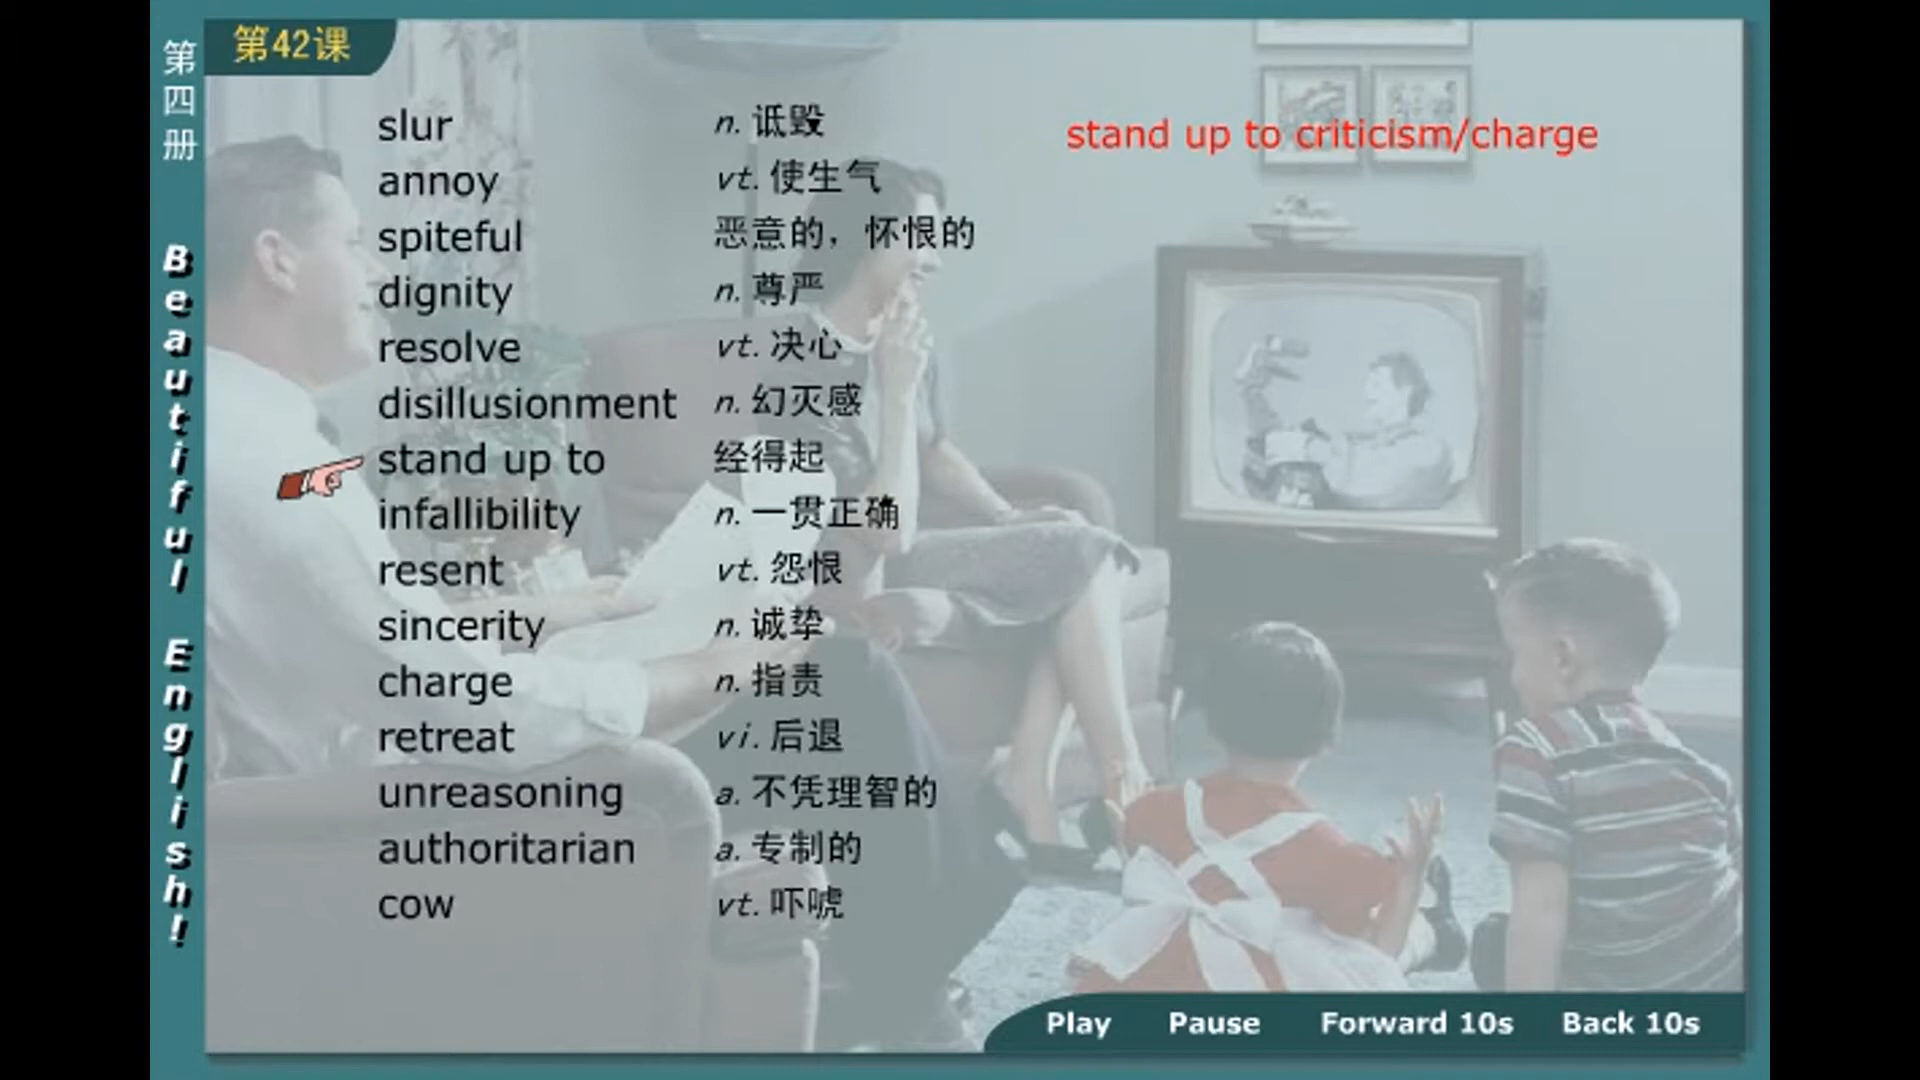 第42课
第四册
Beautiful English!
slur n. 诋毁
annoy vt. 使生气
spiteful 恶意的，怀恨的
dignity n. 尊严
resolve vt. 决心
disillusionment n. 幻灭感
stand up to 经得起
infallibility n. 一贯正确
resent vt. 怨恨
sincerity n. 诚挚
charge n. 指责
retreat vi. 后退
unreasoning a. 不凭理智的
authoritarian a. 专制的
cow vt. 吓唬
stand up to criticism/charge
Play Pause Forward 10s Back 10s